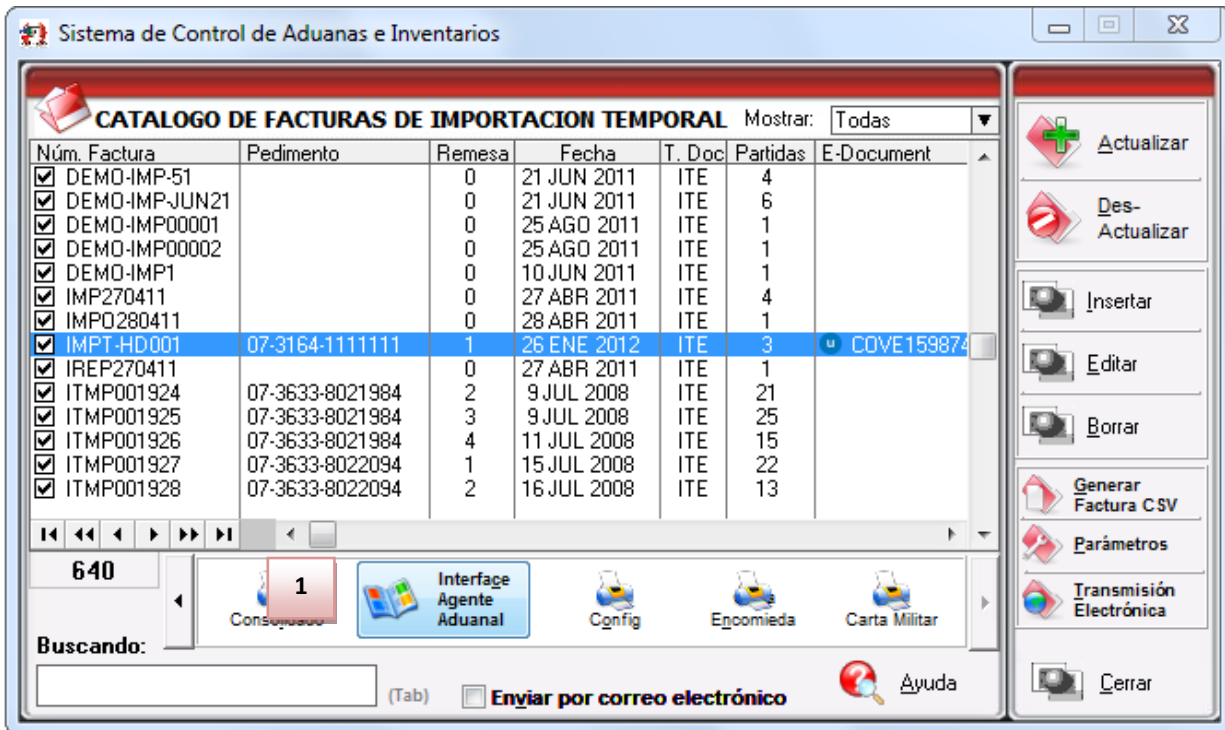 Sistema de Control de Aduanas e Inventarios
CATALOGO DE FACTURAS DE IMPORTACION TEMPORAL Mostrar: Todas
Núm. Factura Pedimento Remesa Fecha T. Doc Partidas E-Document
DEMO-IMP-51 0 21 JUN 2011 ITE 4
DEMO-IMP-JUN21 0 21 JUN 2011 ITE 6
DEMO-IMP00001 0 25 AGO 2011 ITE 1
DEMO-IMP00002 0 25 AGO 2011 ITE 1
DEMO-IMP1 0 10 JUN 2011 ITE 1
IMP270411 0 27 ABR 2011 ITE 4
IMPO280411 0 28 ABR 2011 ITE 1
IMPT-HD001 07-3164-1111111 1 26 ENE 2012 ITE 3 u COVE159874
IREP270411 0 27 ABR 2011 ITE 1
ITMP001924 07-3633-8021984 2 9 JUL 2008 ITE 21
ITMP001925 07-3633-8021984 3 9 JUL 2008 ITE 25
ITMP001926 07-3633-8021984 4 11 JUL 2008 ITE 15
ITMP001927 07-3633-8022094 1 15 JUL 2008 ITE 22
ITMP001928 07-3633-8022094 2 16 JUL 2008 ITE 13
640
1
Consolidado
Interface
Agente
Aduanal
Config
Encomieda
Carta Militar
Buscando:
(Tab)
Enviar por correo electrónico
Ayuda
Actualizar
Des-
Actualizar
Insertar
Editar
Borrar
Generar
Factura CSV
Parámetros
Transmisión
Electrónica
Cerrar